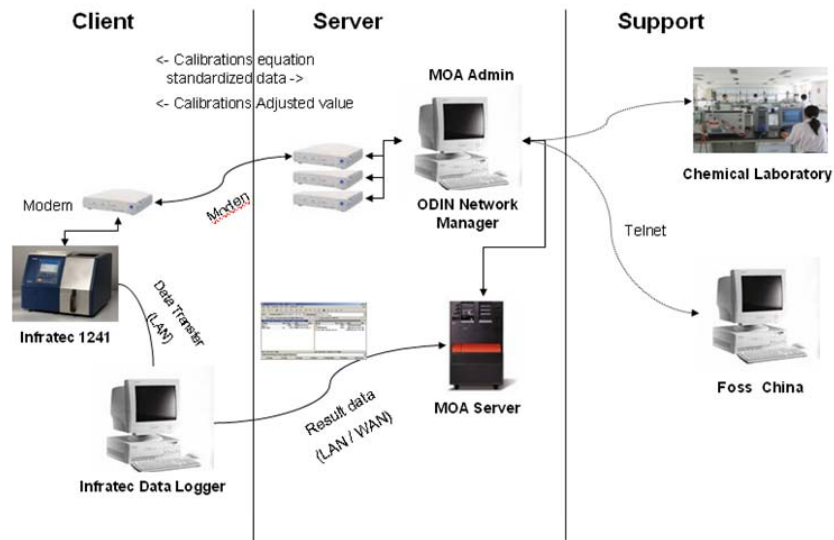 Client
Server
Support
<- Calibrations equation
standardized data ->
<- Calibrations Adjusted value
MOA Admin
Modem
Modem
ODIN Network
Manager
Chemical Laboratory
Telnet
Infratec 1241
Data Transfer
(LAN)
Foss China
MOA Server
Result data
(LAN / WAN)
Infratec Data Logger